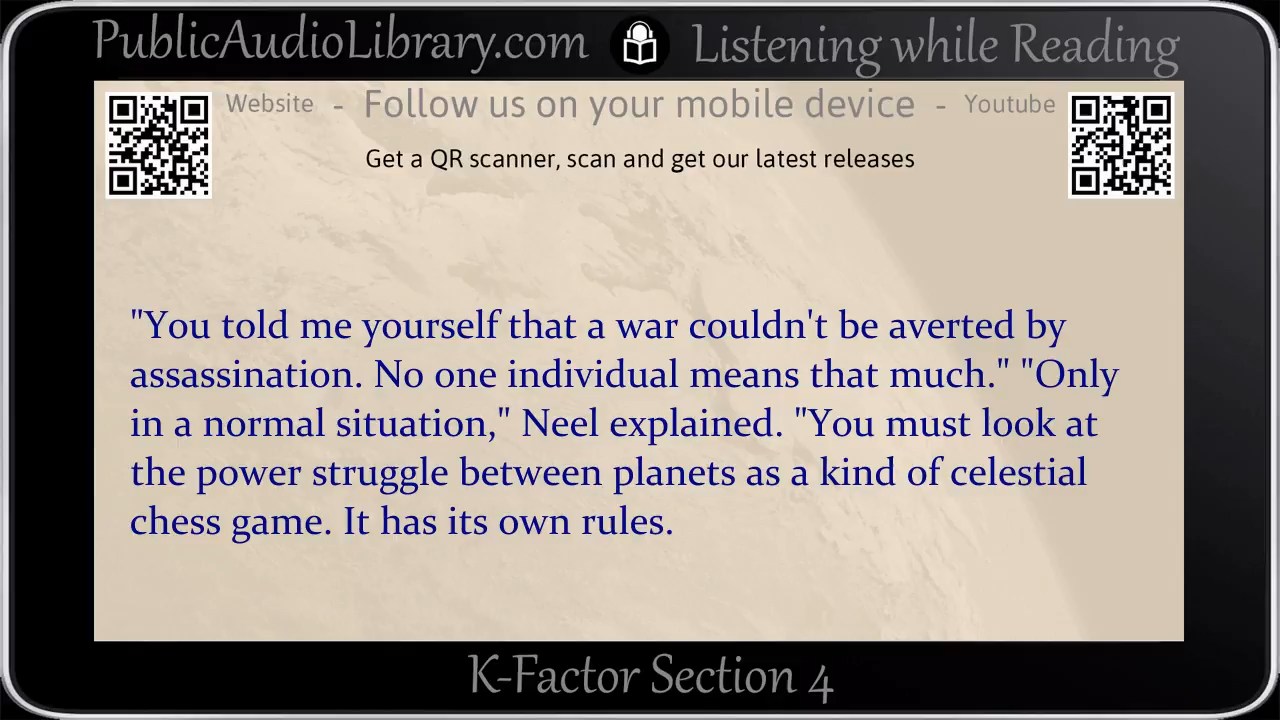 PublicAudioLibrary.com Listening while Reading
Website - Follow us on your mobile device - Youtube
Get a QR scanner, scan and get our latest releases
"You told me yourself that a war couldn't be averted by
assassination. No one individual means that much." "Only
in a normal situation," Neel explained. "You must look at
the power struggle between planets as a kind of celestial
chess game. It has its own rules.
K-Factor Section 4